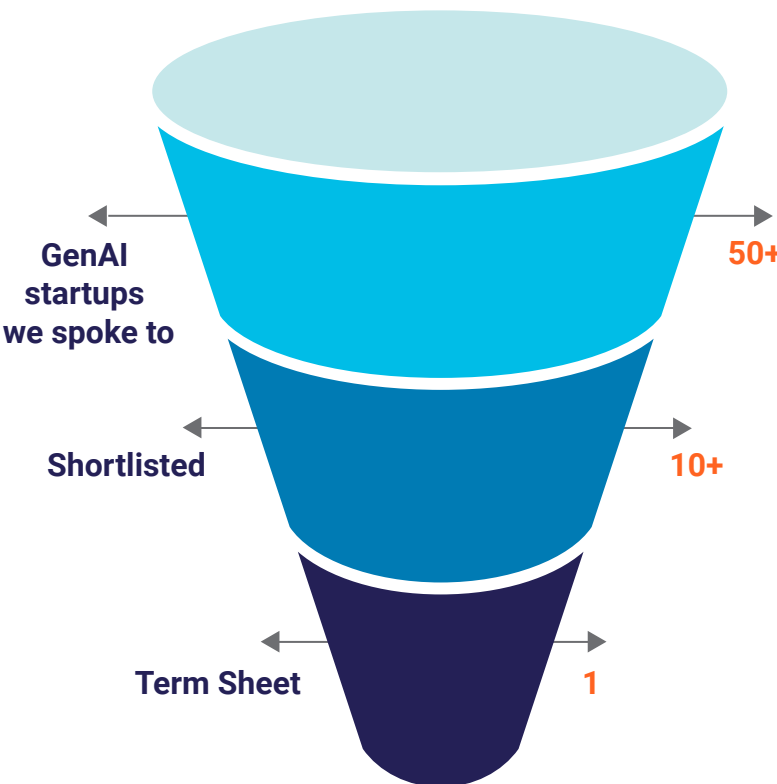 GenAI
startups
we spoke to
50+
Shortlisted
10+
Term Sheet
1